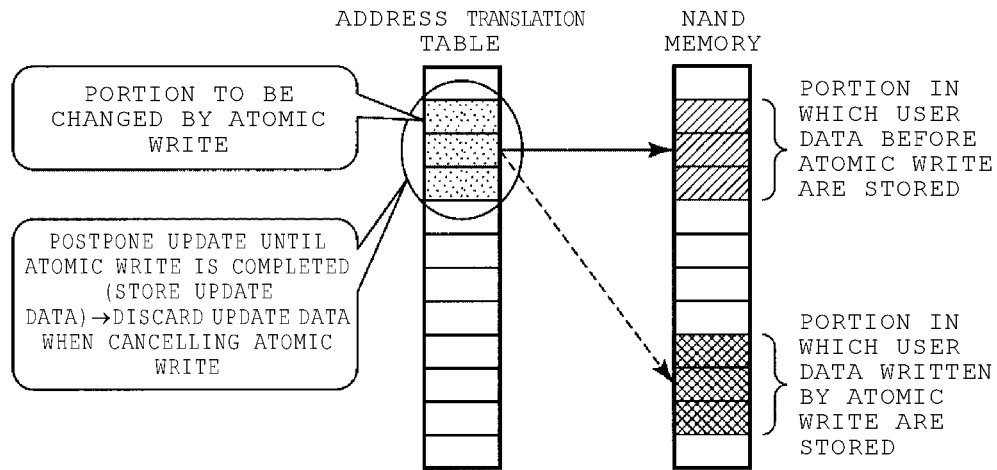 ADDRESS TRANSLATION
TABLE
NAND
MEMORY
PORTION TO BE
CHANGED BY ATOMIC
WRITE
POSTPONE UPDATE UNTIL
ATOMIC WRITE IS COMPLETED
(STORE UPDATE
DATA)→DISCARD UPDATE DATA
WHEN CANCELLING ATOMIC
WRITE
PORTION IN
WHICH USER
DATA BEFORE
ATOMIC WRITE
ARE STORED
PORTION IN
WHICH USER
DATA WRITTEN
BY ATOMIC
WRITE ARE
STORED